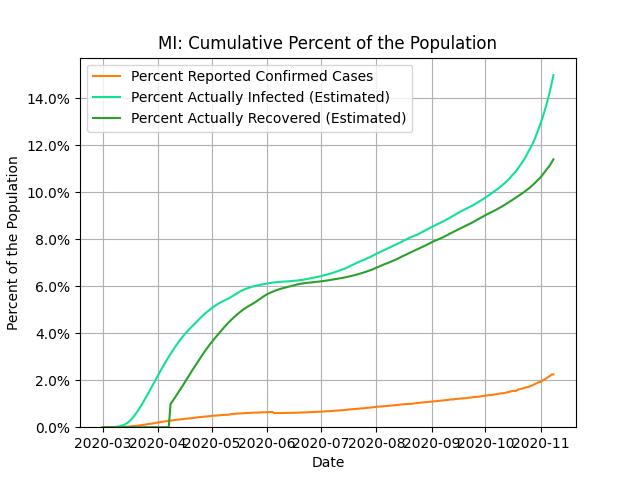 MI: Cumulative Percent of the Population
Percent Reported Confirmed Cases
Percent Actually Infected (Estimated)
Percent Actually Recovered (Estimated)
14.0%
12.0%
10.0%
8.0%
6.0%
4.0%
2.0%
0.0%
Percent of the Population
2020-03 2020-04 2020-05 2020-06 2020-07 2020-08 2020-09 2020-10 2020-11
Date